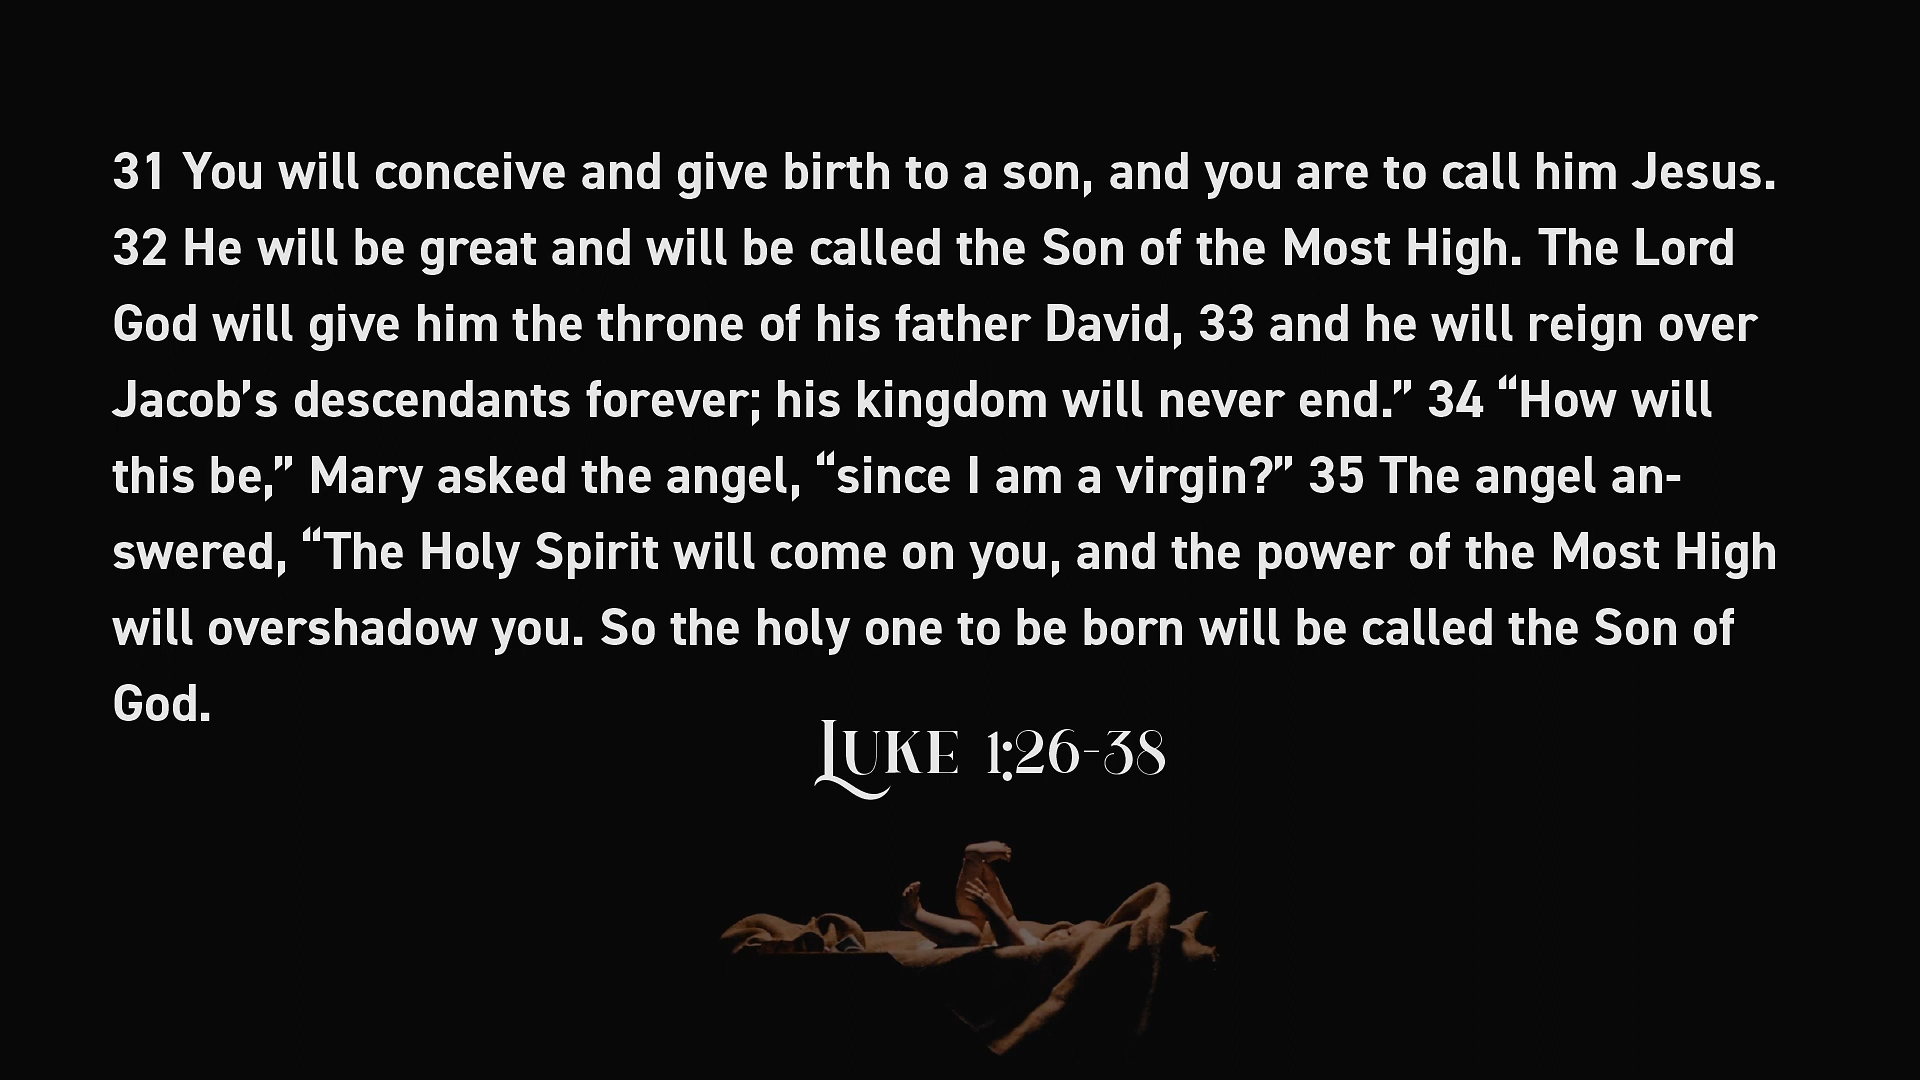 31 You will conceive and give birth to a son, and you are to call him Jesus.
32 He will be great and will be called the Son of the Most High. The Lord
God will give him the throne of his father David, 33 and he will reign over
Jacob’s descendants forever; his kingdom will never end.” 34 “How will
this be,” Mary asked the angel, “since I am a virgin?” 35 The angel an-
swered, “The Holy Spirit will come on you, and the power of the Most High
will overshadow you. So the holy one to be born will be called the Son of
God.
Luke 1:26-38